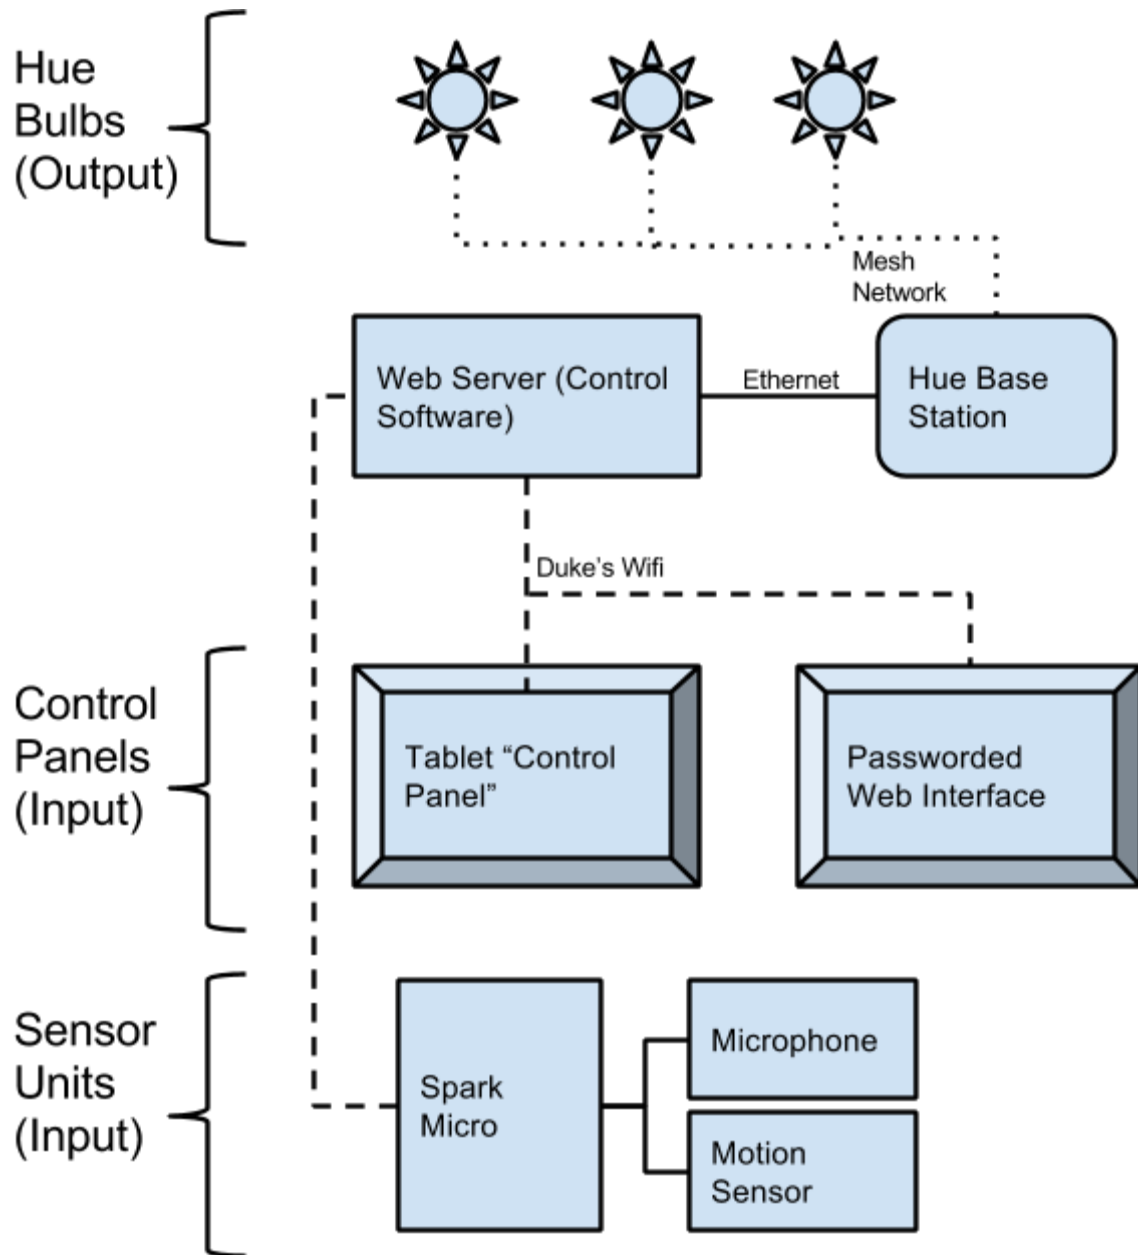 Hue
Bulbs
(Output)
Mesh
Network
Web Server (Control
Software)
Ethernet
Hue Base
Station
Duke's Wifi
Control
Panels
(Input)
Tablet “Control
Panel”
Passworded
Web Interface
Sensor
Units
(Input)
Spark
Micro
Microphone
Motion
Sensor